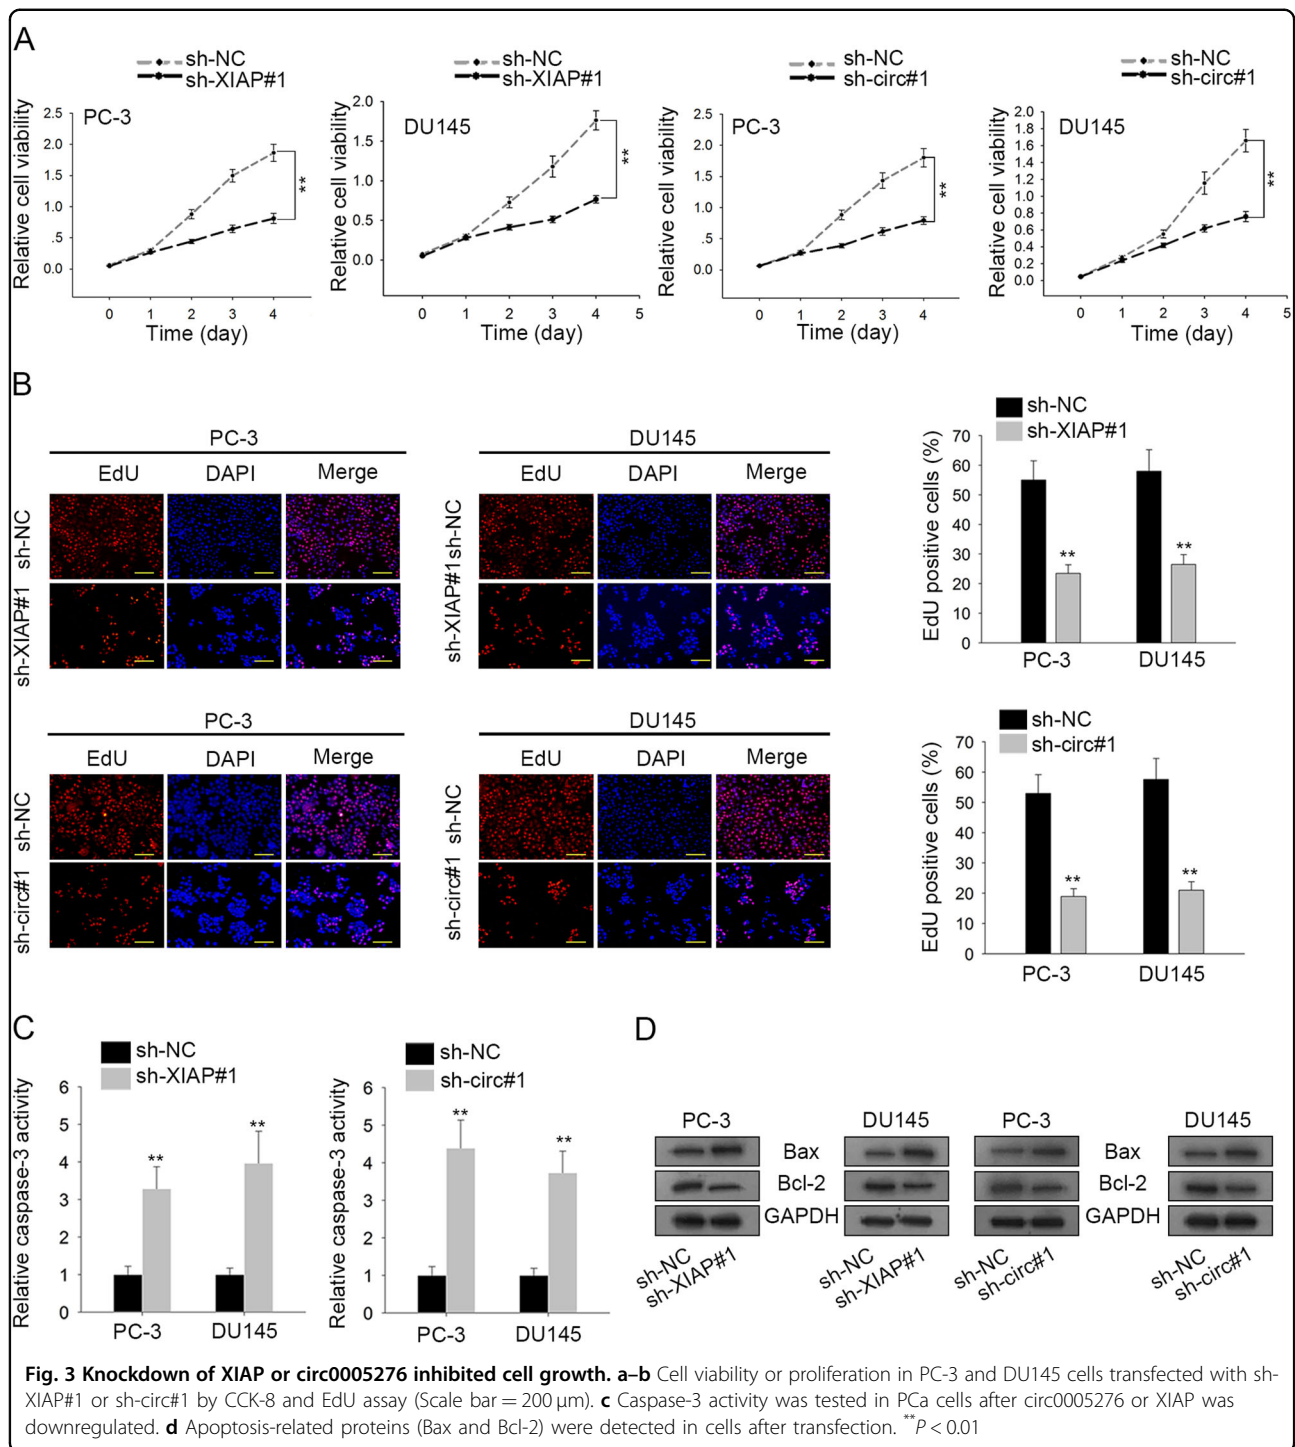 A
sh-NC
sh-XIAP#1
PC-3
Relative cell viability
2.5
2.0
1.5
1.0
.5
0.0
0 1 2 3 4
Time (day)
**
sh-NC
sh-XIAP#1
DU145
Relative cell viability
2.0
1.5
1.0
0.5
0.0
0 1 2 3 4 5
Time (day)
**
sh-NC
sh-circ#1
PC-3
Relative cell viability
2.5
2.0
1.5
1.0
.5
0.0
0 1 2 3 4
Time (day)
**
sh-NC
sh-circ#1
DU145
Relative cell viability
2.0
1.8
1.6
1.4
1.2
1.0
0.8
0.6
0.4
0.2
0.0
0 1 2 3 4 5
Time (day)
**
B
PC-3
EdU DAPI Merge
sh-NC
sh-XIAP#1
DU145
EdU DAPI Merge
sh-NC
sh-XIAP#1
sh-NC
sh-XIAP#1
EdU positive cells (%)
70
60
50
40
30
20
10
0
** **
PC-3 DU145
PC-3
EdU DAPI Merge
sh-NC
sh-circ#1
DU145
EdU DAPI Merge
sh-NC
sh-circ#1
sh-NC
sh-circ#1
EdU positive cells (%)
70
60
50
40
30
20
10
0
** **
PC-3 DU145
C
sh-NC
sh-XIAP#1
Relative caspase-3 activity
6
5
4
3
2
1
0
** **
PC-3 DU145
sh-NC
sh-circ#1
Relative caspase-3 activity
6
5
4
3
2
1
0
** **
PC-3 DU145
D
PC-3 DU145 PC-3 DU145
Bax Bax
Bcl-2 Bcl-2
GAPDH GAPDH
sh-NC
sh-XIAP#1
sh-NC
sh-XIAP#1
sh-NC
sh-circ#1
sh-NC
sh-circ#1
Fig. 3 Knockdown of XIAP or circ0005276 inhibited cell growth. a–b Cell viability or proliferation in PC-3 and DU145 cells transfected with sh-
XIAP#1 or sh-circ#1 by CCK-8 and EdU assay (Scale bar = 200 μm). c Caspase-3 activity was tested in PCa cells after circ0005276 or XIAP was
downregulated. d Apoptosis-related proteins (Bax and Bcl-2) were detected in cells after transfection. **P < 0.01